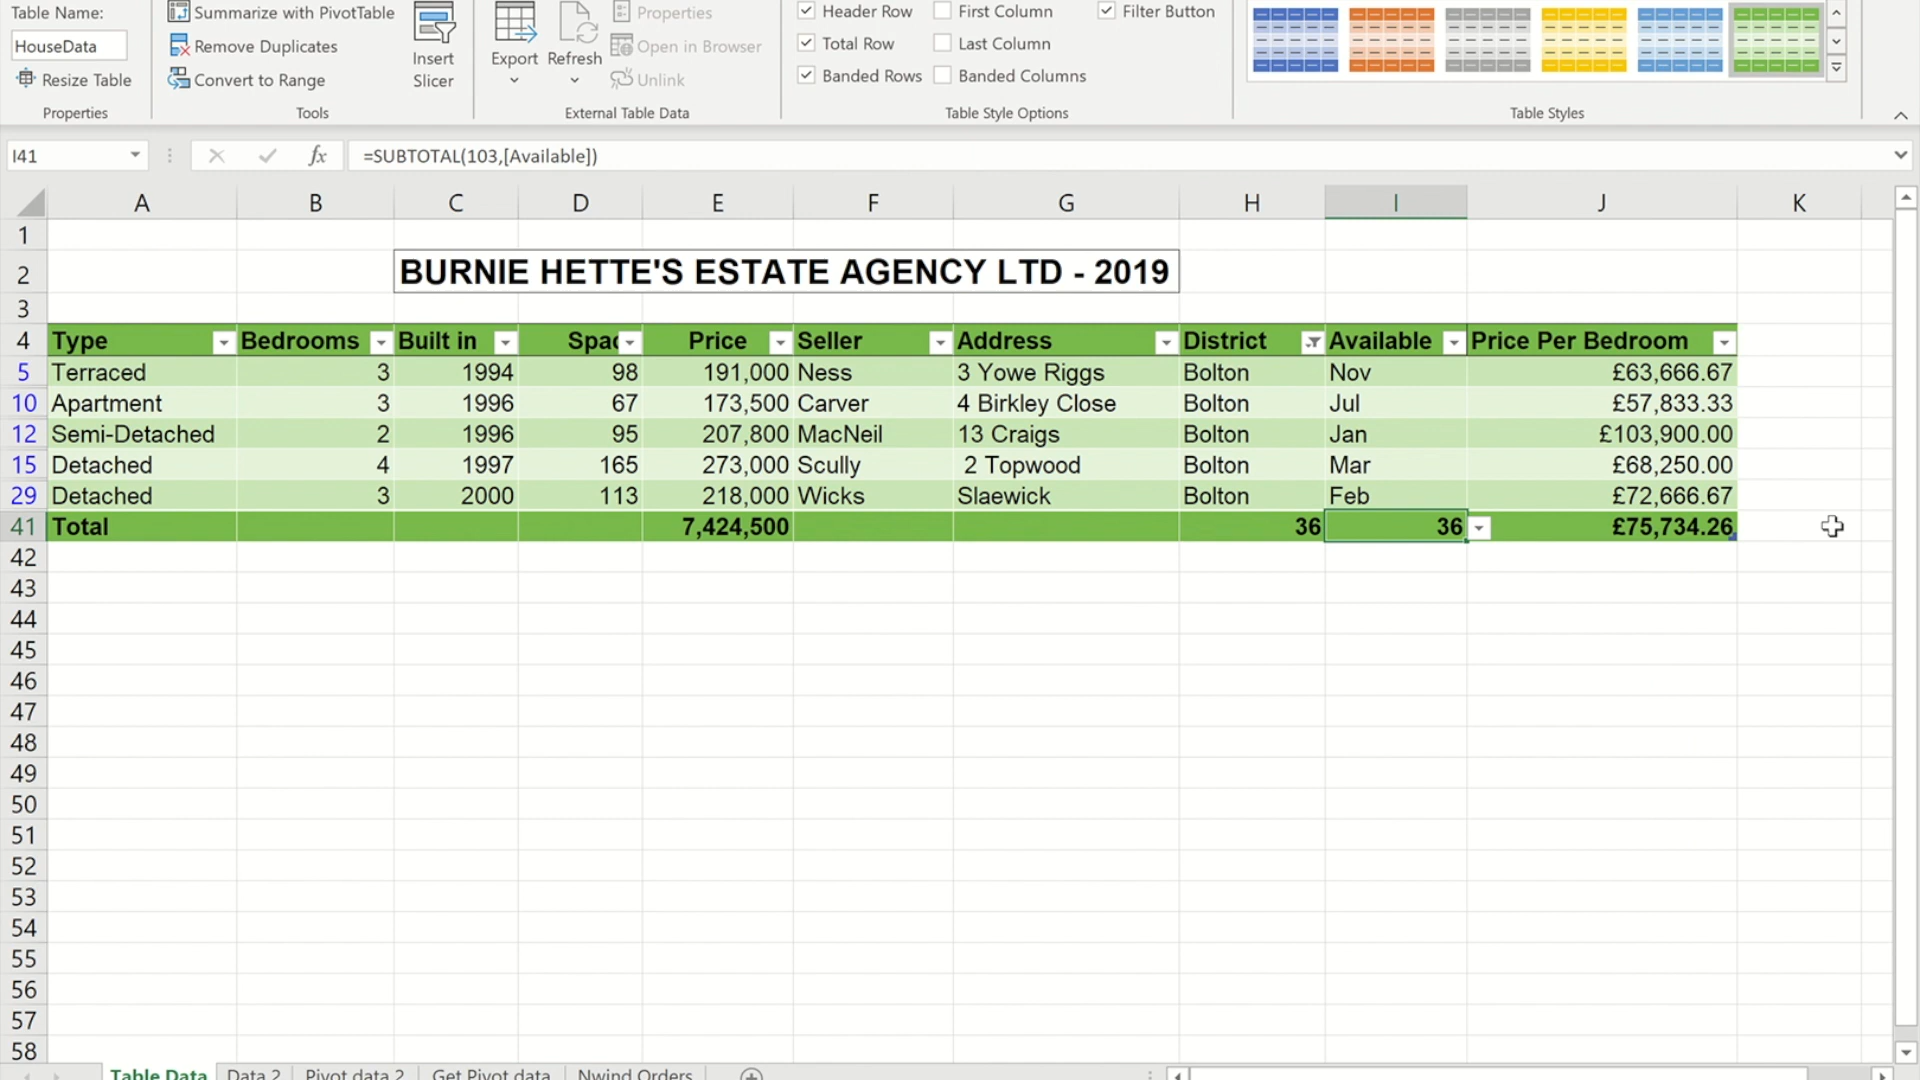 Table Name: Summarize with PivotTable Properties Header Row First Column Filter Button
HouseData Remove Duplicates Insert Slicer Export Refresh Open in Browser Total Row Last Column
Resize Table Convert to Range Unlink Banded Rows Banded Columns
Properties Tools External Table Data Table Style Options Table Styles
I41 fx =SUBTOTAL(103,[Available])
A B C D E F G H I J K
1
2 BURNIE HETTE'S ESTATE AGENCY LTD - 2019
3
4 Type Bedrooms Built in Spac Price Seller Address District Available Price Per Bedroom
5 Terraced 3 1994 98 191,000 Ness 3 Yowe Riggs Bolton Nov £63,666.67
10 Apartment 3 1996 67 173,500 Carver 4 Birkley Close Bolton Jul £57,833.33
12 Semi-Detached 2 1996 95 207,800 MacNeil 13 Craigs Bolton Jan £103,900.00
15 Detached 4 1997 165 273,000 Scully 2 Topwood Bolton Mar £68,250.00
29 Detached 3 2000 113 218,000 Wicks Slaewick Bolton Feb £72,666.67
41 Total 7,424,500 36 36 £75,734.26
42
43
44
45
46
47
48
49
50
51
52
53
54
55
56
57
58
Table Data Data 2 Pivot data 2 Get Pivot data Nwind Orders